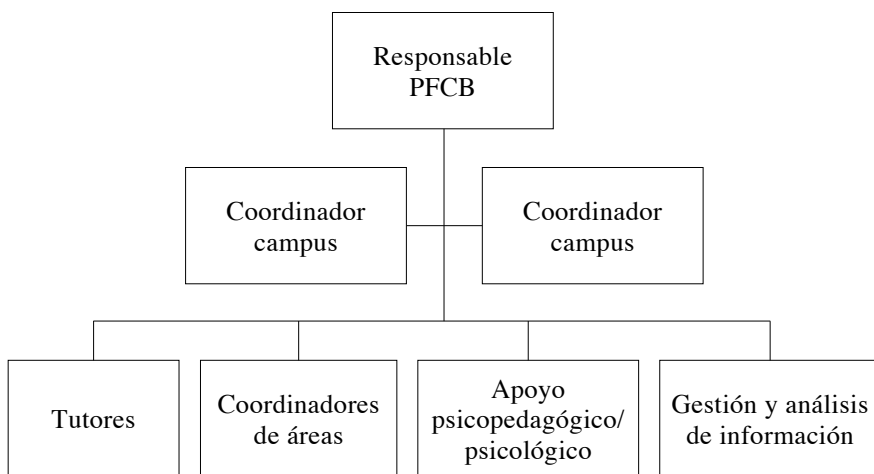 Responsable
PFCB
Coordinador
campus
Coordinador
campus
Tutores
Coordinadores
de áreas
Apoyo
psicopedagógico/
psicológico
Gestión y análisis
de información